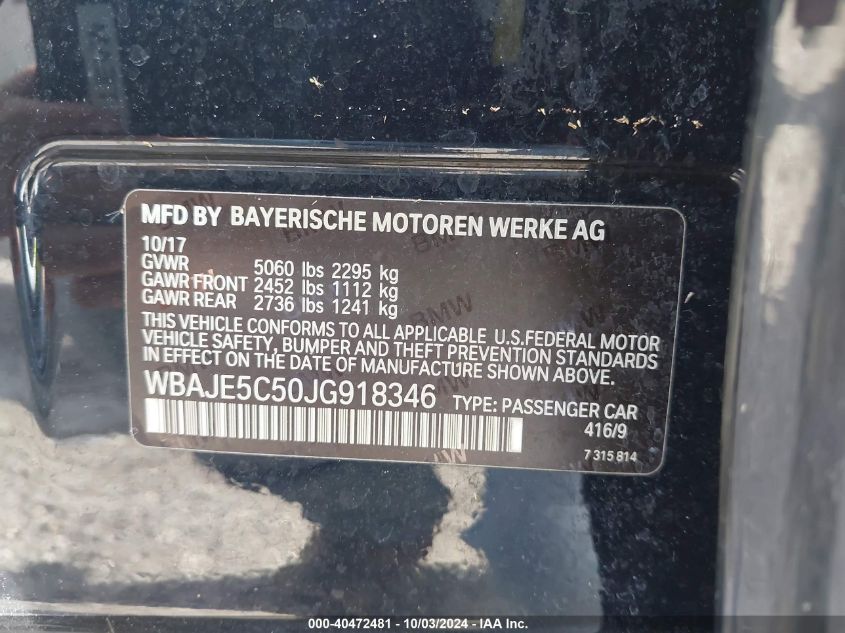 MFD BY BAYERISCHE MOTOREN WERKE AG
10/17
GVWR 5060 lbs 2295 kg
GAWR FRONT 2452 lbs 1112 kg
GAWR REAR 2736 lbs 1241 kg
THIS VEHICLE CONFORMS TO ALL APPLICABLE U.S.FEDERAL MOTOR
VEHICLE SAFETY, BUMPER AND THEFT PREVENTION STANDARDS
IN EFFECT ON THE DATE OF MANUFACTURE SHOWN ABOVE.
WBAJE5C50JG918346 TYPE: PASSENGER CAR
416/9
7 315 814
000-40472481 - 10/03/2024 - IAA Inc.